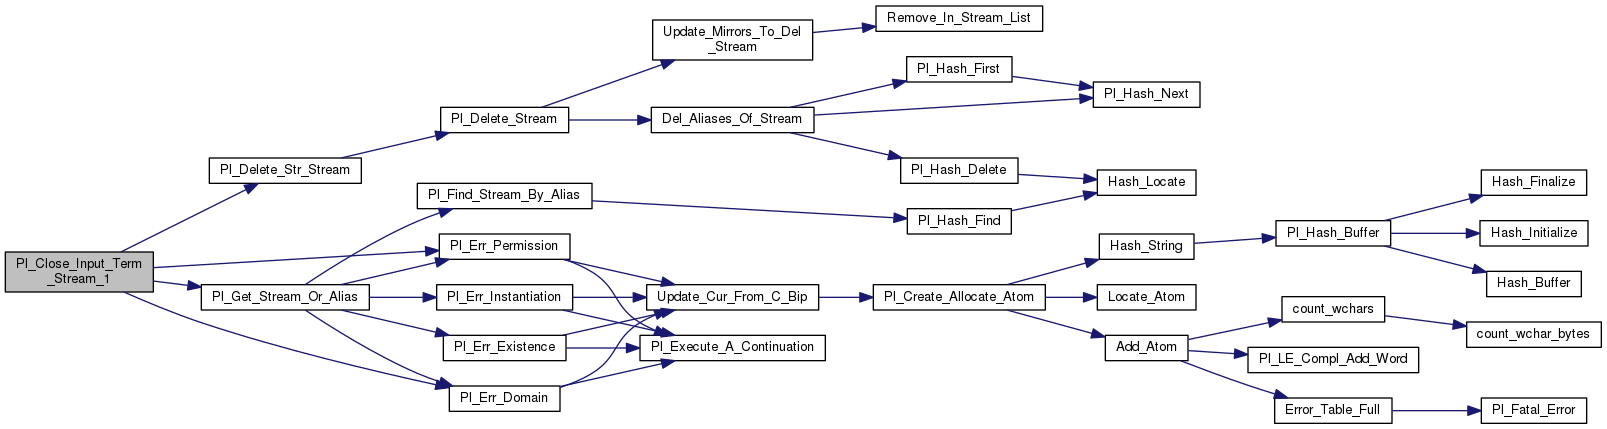 Pl_Close_Input_Term
_Stream_1
Pl_Delete_Str_Stream
Pl_Delete_Stream
Update_Mirrors_To_Del
_Stream
Remove_In_Stream_List
Del_Aliases_Of_Stream
Pl_Hash_First
Pl_Hash_Next
Pl_Hash_Delete
Hash_Locate
Pl_Find_Stream_By_Alias
Pl_Hash_Find
Pl_Err_Permission
Pl_Get_Stream_Or_Alias
Pl_Err_Instantiation
Pl_Err_Existence
Pl_Err_Domain
Update_Cur_From_C_Bip
Pl_Execute_A_Continuation
Pl_Create_Allocate_Atom
Hash_String
Locate_Atom
Add_Atom
Pl_Hash_Buffer
Hash_Finalize
Hash_Initialize
Hash_Buffer
count_wchars
count_wchar_bytes
Pl_LE_Compl_Add_Word
Error_Table_Full
Pl_Fatal_Error